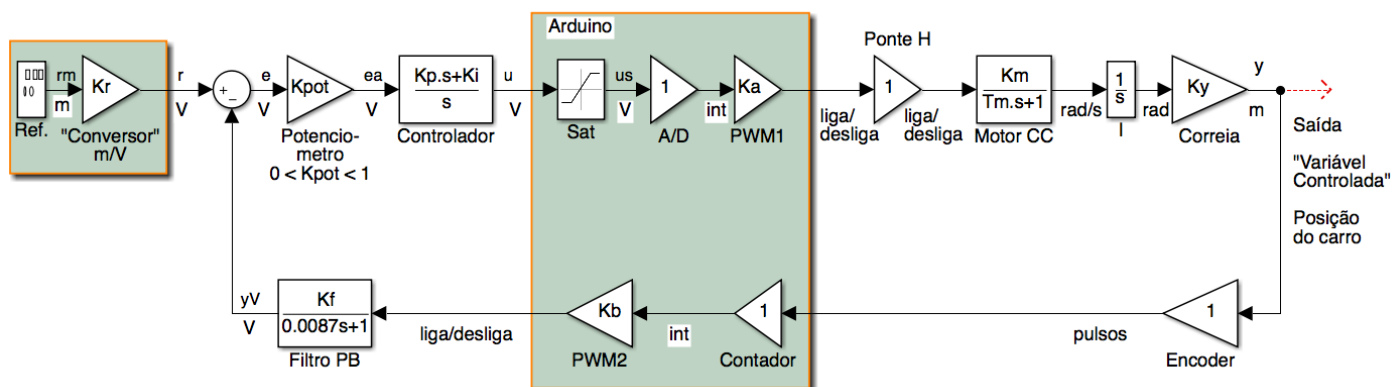 Arduino
Ponte H
rm
m
Kr
r
V
+
−
e
V
Kpot
ea
V
Kp.s+Ki
s
u
V
us
V
1
int
Ka
liga/
desliga
1
liga/
desliga
Km
Tm.s+1
rad/s
1
s
rad
Ky
y
m
Ref.
"Conversor"
m/V
Potencio-
metro
0 < Kpot < 1
Controlador
Sat
A/D
PWM1
Motor CC
I
Correia
Saída
"Variável
Controlada"
Posição
do carro
yV
V
Kf
0.0087s+1
Filtro PB
liga/desliga
Kb
PWM2
int
1
Contador
pulsos
1
Encoder